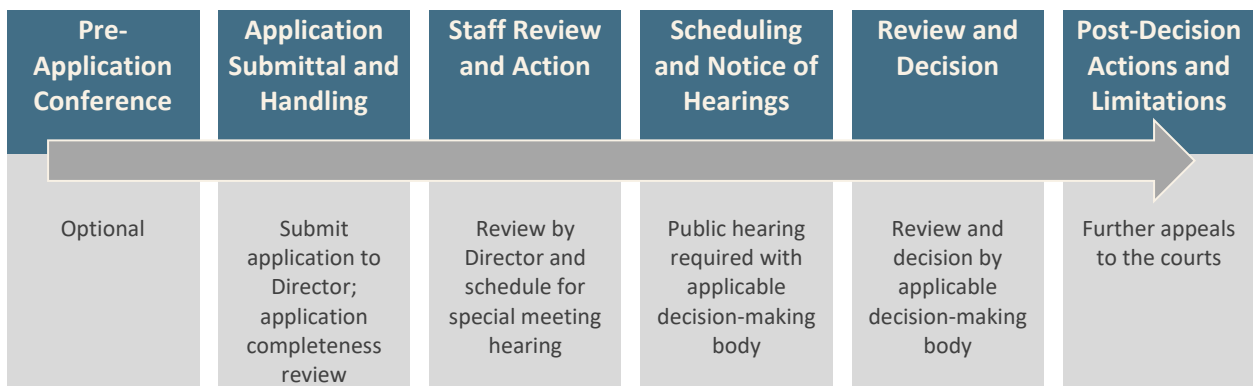 Pre-
Application
Conference
Application
Submittal and
Handling
Staff Review
and Action
Scheduling
and Notice of
Hearings
Review and
Decision
Post-Decision
Actions and
Limitations
Optional
Submit
application to
Director;
application
completeness
review
Review by
Director and
schedule for
special meeting
hearing
Public hearing
required with
applicable
decision-making
body
Review and
decision by
applicable
decision-making
body
Further appeals
to the courts